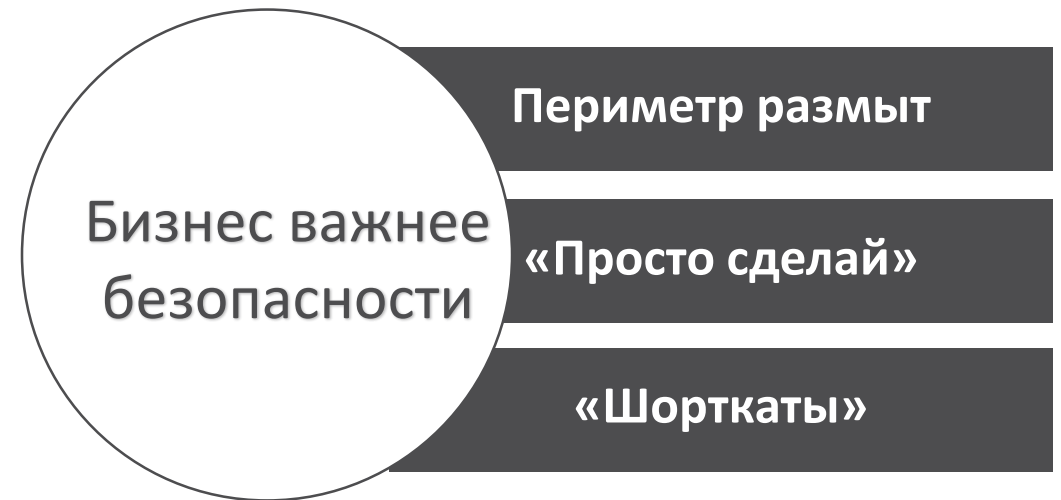 Бизнес важнее
безопасности
Периметр размыт
«Просто сделай»
«Шорткаты»